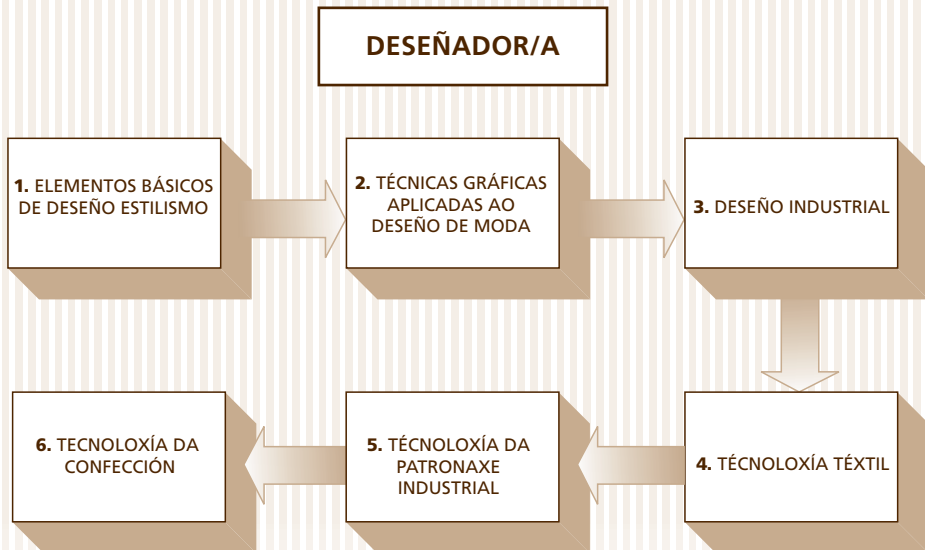 DESEÑADOR/A
1. ELEMENTOS BÁSICOS
DE DESEÑO ESTILISMO
2. TÉCNICAS GRÁFICAS
APLICADAS AO
DESEÑO DE MODA
3. DESEÑO INDUSTRIAL
4. TÉCNOLOXÍA TÉXTIL
5. TÉCNOLOXÍA DA
PATRONAXE
INDUSTRIAL
6. TECNOLOXÍA DA
CONFECCIÓN